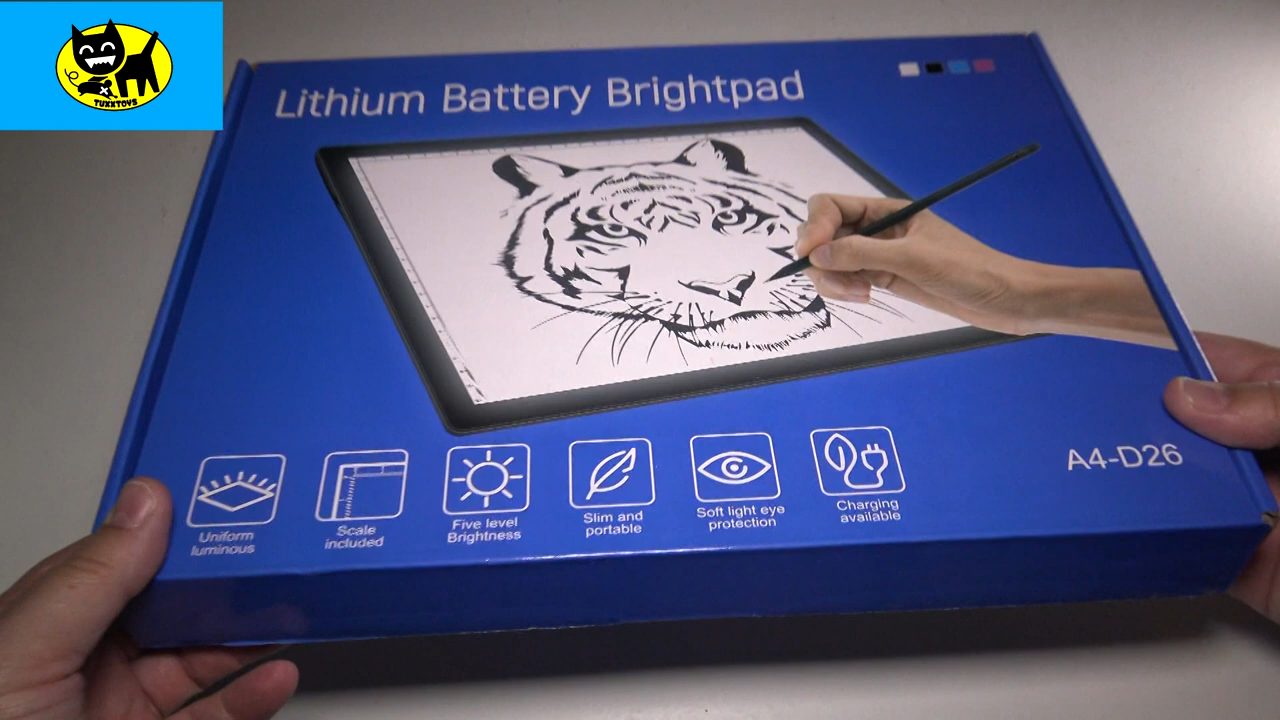 TUXXTOYS
Lithium Battery Brightpad
Uniform
luminous
Scale
included
Five level
Brightness
Slim and
portable
Soft light eye
protection
Charging
available
A4-D26